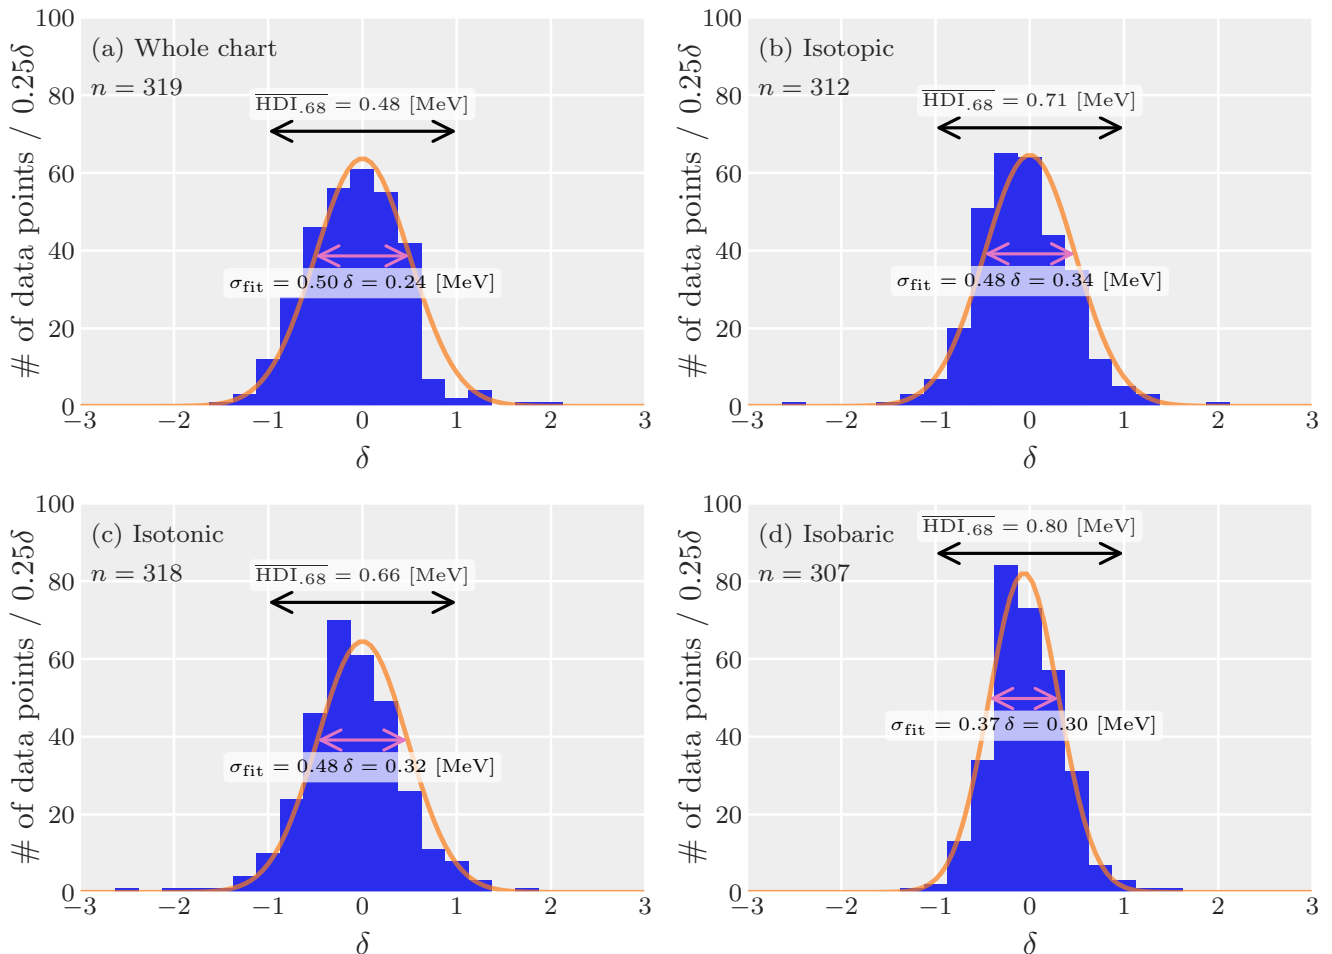 (a) Whole chart
n = 319
HDI.68 = 0.48 [MeV]
σfit = 0.50 δ = 0.24 [MeV]
# of data points / 0.25δ
100
80
60
40
20
0
−3 −2 −1 0 1 2 3
δ
(b) Isotopic
n = 312
HDI.68 = 0.71 [MeV]
σfit = 0.48 δ = 0.34 [MeV]
# of data points / 0.25δ
100
80
60
40
20
0
−3 −2 −1 0 1 2 3
δ
(c) Isotonic
n = 318
HDI.68 = 0.66 [MeV]
σfit = 0.48 δ = 0.32 [MeV]
# of data points / 0.25δ
100
80
60
40
20
0
−3 −2 −1 0 1 2 3
δ
(d) Isobaric
n = 307
HDI.68 = 0.80 [MeV]
σfit = 0.37 δ = 0.30 [MeV]
# of data points / 0.25δ
100
80
60
40
20
0
−3 −2 −1 0 1 2 3
δ